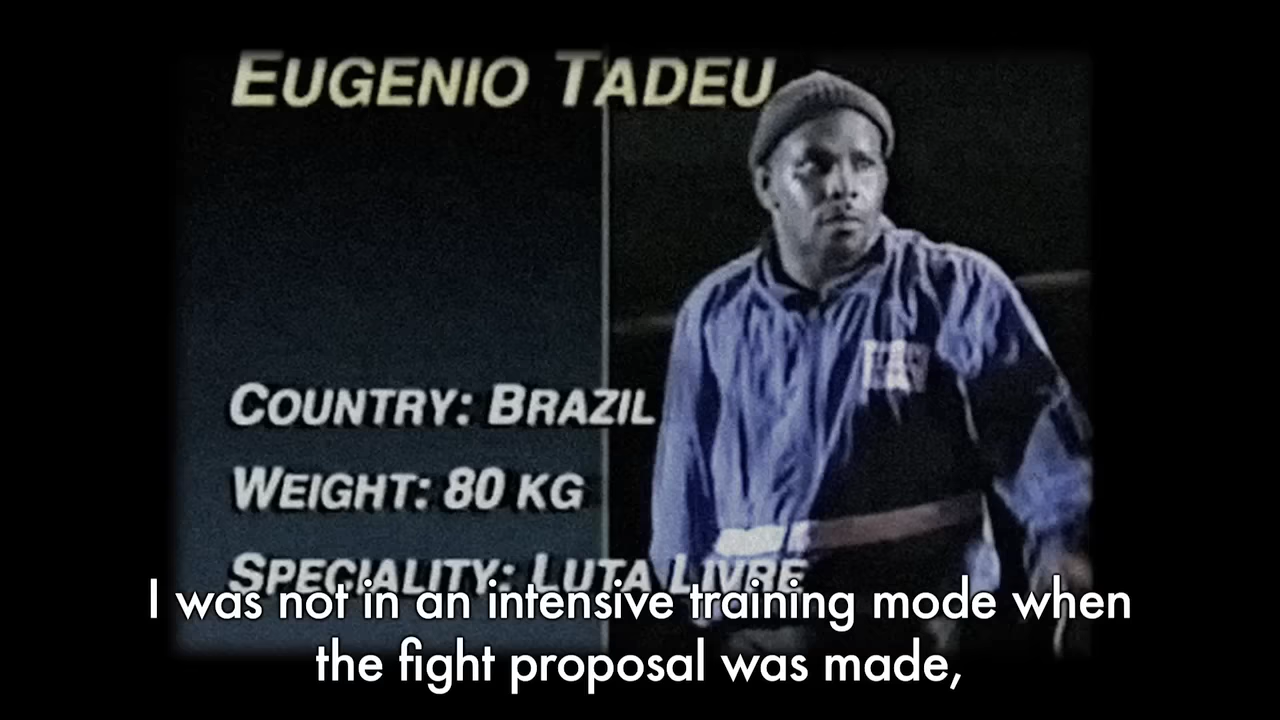 EUGENIO TADEU
COUNTRY: BRAZIL
WEIGHT: 80 KG
SPECIALITY: LUTA LIVRE
I was not in an intensive training mode when
the fight proposal was made,